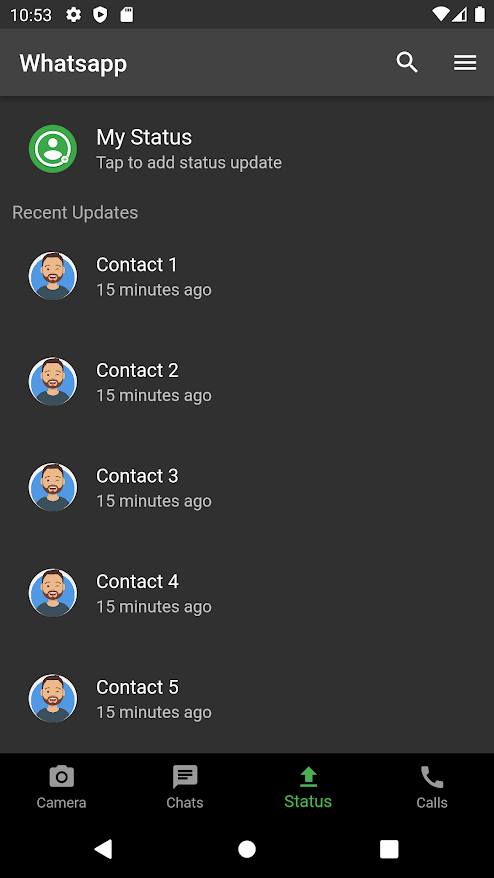 10:53
Whatsapp
My Status
Tap to add status update
Recent Updates
Contact 1
15 minutes ago
Contact 2
15 minutes ago
Contact 3
15 minutes ago
Contact 4
15 minutes ago
Contact 5
15 minutes ago
Camera
Chats
Status
Calls